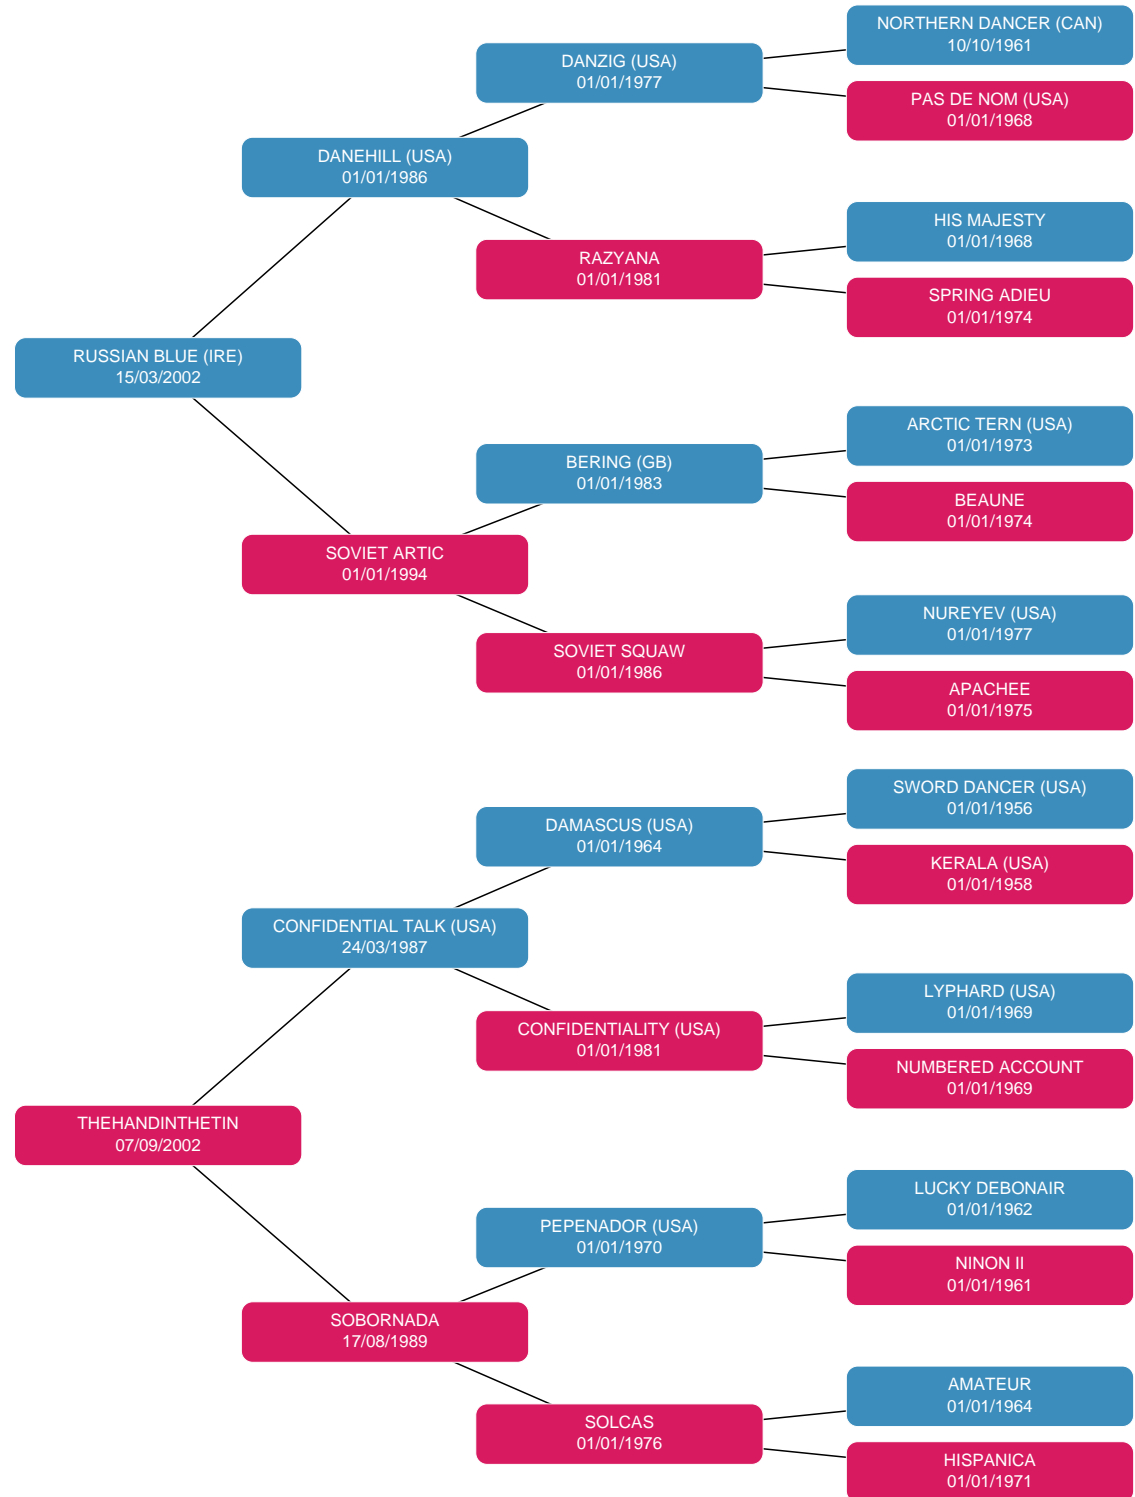 NORTHERN DANCER (CAN)
10/10/1961
DANZIG (USA)
01/01/1977
PAS DE NOM (USA)
01/01/1968
DANEHILL (USA)
01/01/1986
HIS MAJESTY
01/01/1968
RAZYANA
01/01/1981
SPRING ADIEU
01/01/1974
RUSSIAN BLUE (IRE)
15/03/2002
ARCTIC TERN (USA)
01/01/1973
BERING (GB)
01/01/1983
BEAUNE
01/01/1974
SOVIET ARTIC
01/01/1994
NUREYEV (USA)
01/01/1977
SOVIET SQUAW
01/01/1986
APACHEE
01/01/1975
SWORD DANCER (USA)
01/01/1956
DAMASCUS (USA)
01/01/1964
KERALA (USA)
01/01/1958
CONFIDENTIAL TALK (USA)
24/03/1987
LYPHARD (USA)
01/01/1969
CONFIDENTIALITY (USA)
01/01/1981
NUMBERED ACCOUNT
01/01/1969
THEHANDINTHETIN
07/09/2002
LUCKY DEBONAIR
01/01/1962
PEPENADOR (USA)
01/01/1970
NINON II
01/01/1961
SOBORNADA
17/08/1989
AMATEUR
01/01/1964
SOLCAS
01/01/1976
HISPANICA
01/01/1971